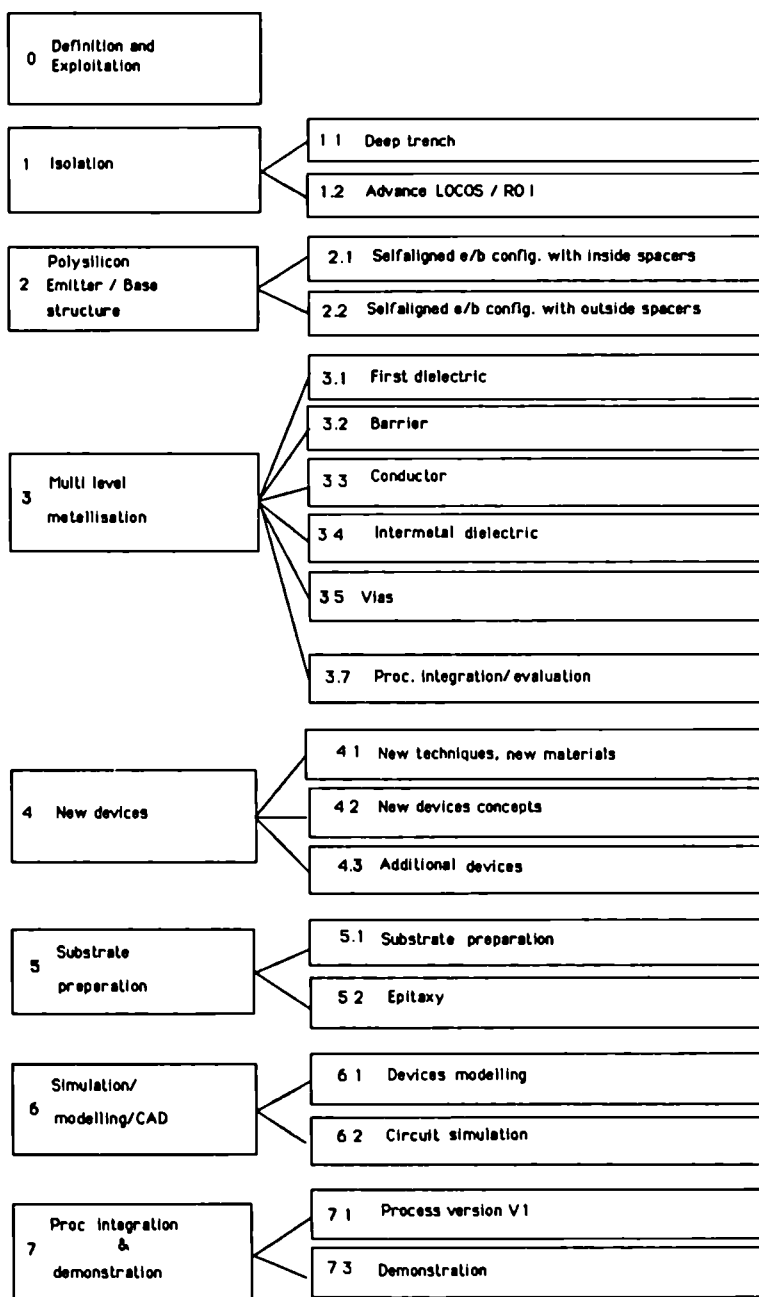 0 Definition and
Exploitation
1 Isolation
1 1 Deep trench
1.2 Advance LOCOS / ROI
2 Polysilicon
Emitter / Base
structure
2.1 Selfaligned e/b config. with inside spacers
2.2 Selfaligned e/b config. with outside spacers
3 Multi level
metallisation
3.1 First dielectric
3.2 Barrier
3 3 Conductor
3 4 Intermetal dielectric
3 5 Vias
3.7 Proc. integration/evaluation
4 New devices
4 1 New techniques, new materials
4 2 New devices concepts
4.3 Additional devices
5 Substrate
preparation
5.1 Substrate preparation
5 2 Epitaxy
6 Simulation/
modelling/CAD
6 1 Devices modelling
6 2 Circuit simulation
7 Proc integration
&
demonstration
7 1 Process version V1
7 3 Demonstration